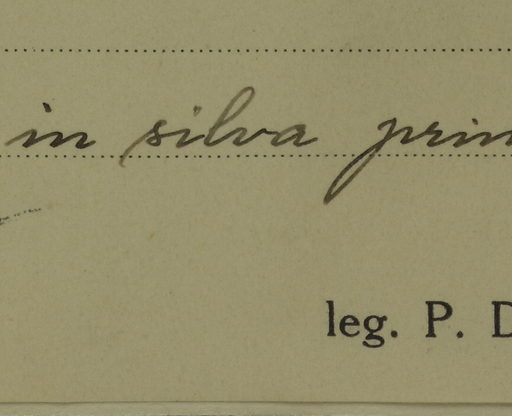 in silva prim
leg. P. D